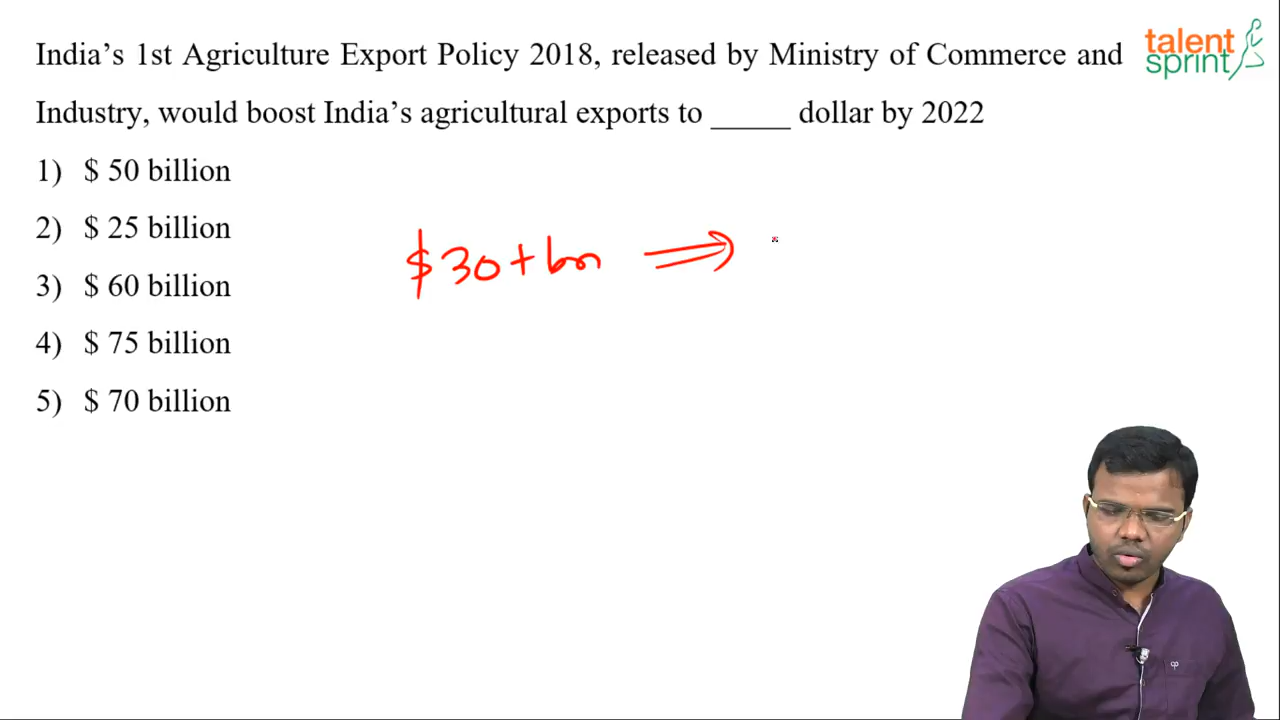 India's 1st Agriculture Export Policy 2018, released by Ministry of Commerce and
Industry, would boost India's agricultural exports to _____ dollar by 2022
talent
sprint
1) $ 50 billion
2) $ 25 billion
3) $ 60 billion
4) $ 75 billion
5) $ 70 billion
$30+bn ⇒